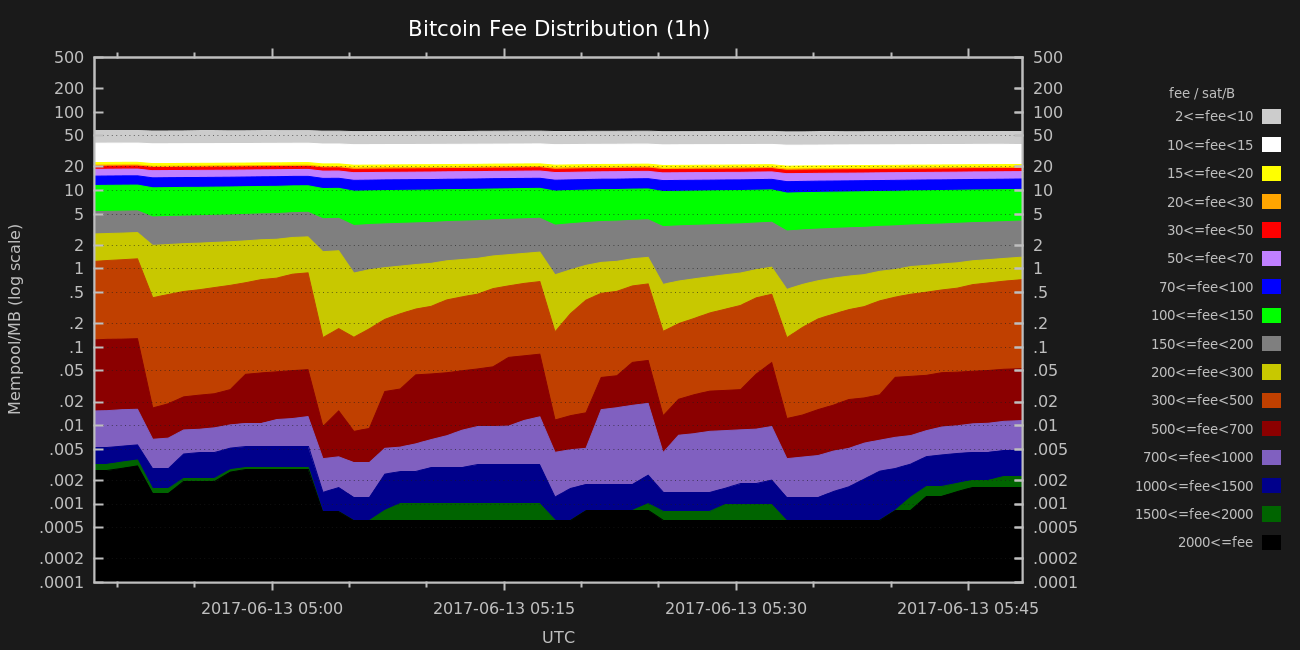 Bitcoin Fee Distribution (1h)
500
200
100
50
20
10
5
2
1
.5
.2
.1
.05
.02
.01
.005
.002
.001
.0005
.0002
.0001
Mempool/MB (log scale)
500
200
100
50
20
10
5
2
1
.5
.2
.1
.05
.02
.01
.005
.002
.001
.0005
.0002
.0001
2017-06-13 05:00
2017-06-13 05:15
2017-06-13 05:30
2017-06-13 05:45
UTC
fee / sat/B
2<=fee<10
10<=fee<15
15<=fee<20
20<=fee<30
30<=fee<50
50<=fee<70
70<=fee<100
100<=fee<150
150<=fee<200
200<=fee<300
300<=fee<500
500<=fee<700
700<=fee<1000
1000<=fee<1500
1500<=fee<2000
2000<=fee